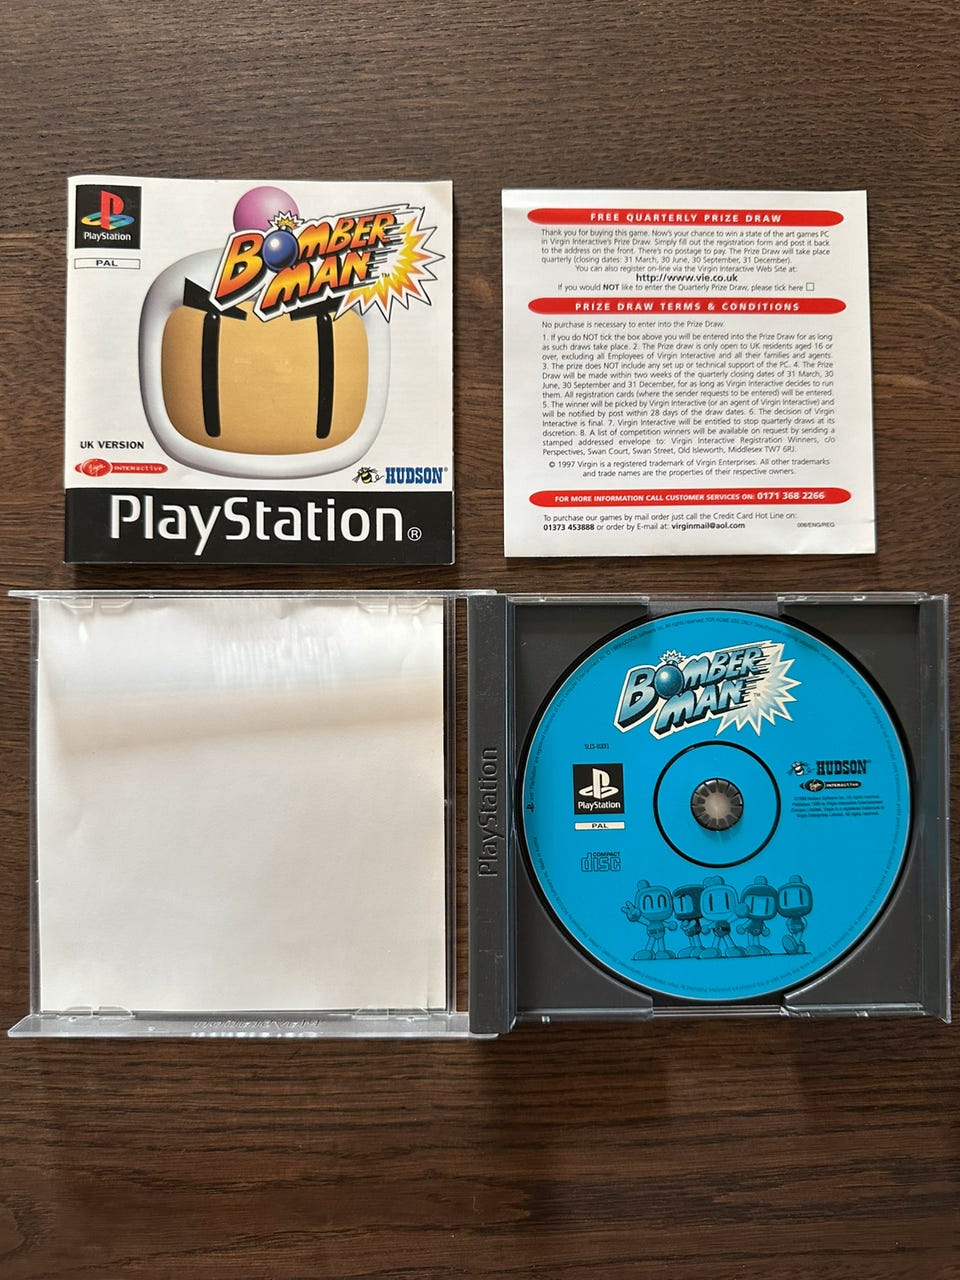 PlayStation
PAL
BOMBER
MAN™
UK VERSION
Virgin INTERACTIVE
HUDSON®
PlayStation®
FREE QUARTERLY PRIZE DRAW
Thank you for buying this game. Now's your chance to win a state of the art games PC
in Virgin Interactive's Prize Draw. Simply fill out the registration form and post it back
to the address on the front. There's no postage to pay. The Prize Draw will take place
quarterly (closing dates: 31 March, 30 June, 30 September, 31 December).
You can also register on-line via the Virgin Interactive Web Site at:
http://www.vie.co.uk
If you would NOT like to enter the Quarterly Prize Draw, please tick here
PRIZE DRAW TERMS & CONDITIONS
No purchase is necessary to enter into the Prize Draw.
1. If you do NOT tick the box above you will be entered into the Prize Draw for as long
as such draws take place. 2. The Prize draw is only open to UK residents aged 16 or
over, excluding all Employees of Virgin Interactive and all their families and agents.
3. The prize does NOT include any set up or technical support of the PC. 4. The Prize
Draw will be made within two weeks of the quarterly closing dates of 31 March, 30
June, 30 September and 31 December, for as long as Virgin Interactive decides to run
them. All registration cards (where the sender requests to be entered) will be entered.
5. The winner will be picked by Virgin Interactive (or an agent of Virgin Interactive) and
will be notified by post within 28 days of the draw dates. 6. The decision of Virgin
Interactive is final. 7. Virgin Interactive will be entitled to stop quarterly draws at its
discretion. 8. A list of competition winners will be available on request by sending a
stamped addressed envelope to: Virgin Interactive Registration Winners, c/o
Perspectives, Swan Court, Swan Street, Old Isleworth, Middlesex TW7 6RJ.
© 1997 Virgin is a registered trademark of Virgin Enterprises. All other trademarks
and trade names are the properties of their respective owners.
FOR MORE INFORMATION CALL CUSTOMER SERVICES ON: 0171 368 2266
To purchase our games by mail order just call the Credit Card Hot Line on:
01373 453888 or order by E-mail at: virginmail@aol.com
006/ENG/REG
PlayStation
BOMBER
MAN™
PlayStation
PAL
COMPACT
disc
HUDSON®
Virgin INTERACTIVE